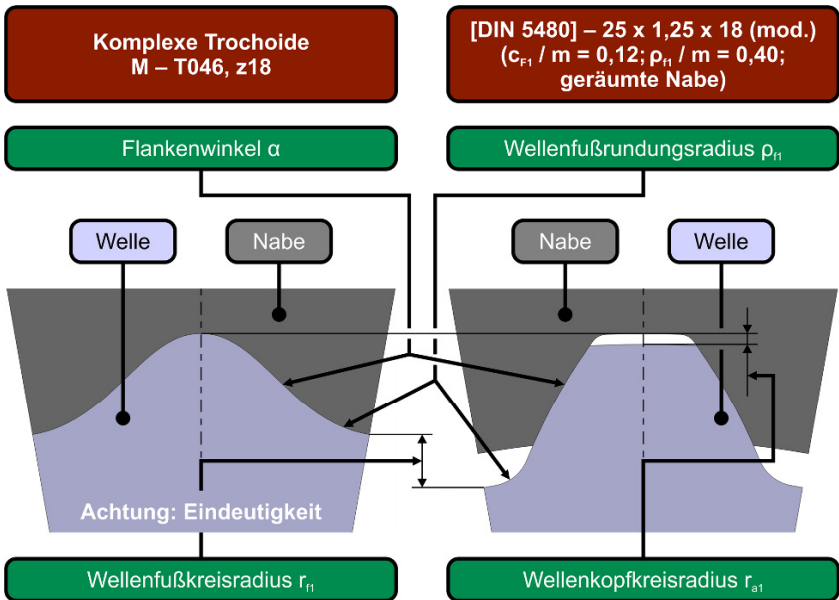 Komplexe Trochoide
M – T046, z18
[DIN 5480] – 25 x 1,25 x 18 (mod.)
(cF1 / m = 0,12; ρf1 / m = 0,40;
geräumte Nabe)
Flankenwinkel α
Wellenfußrundungsradius ρf1
Welle
Nabe
Nabe
Welle
Achtung: Eindeutigkeit
Wellenfußkreisradius rf1
Wellenkopfkreisradius ra1